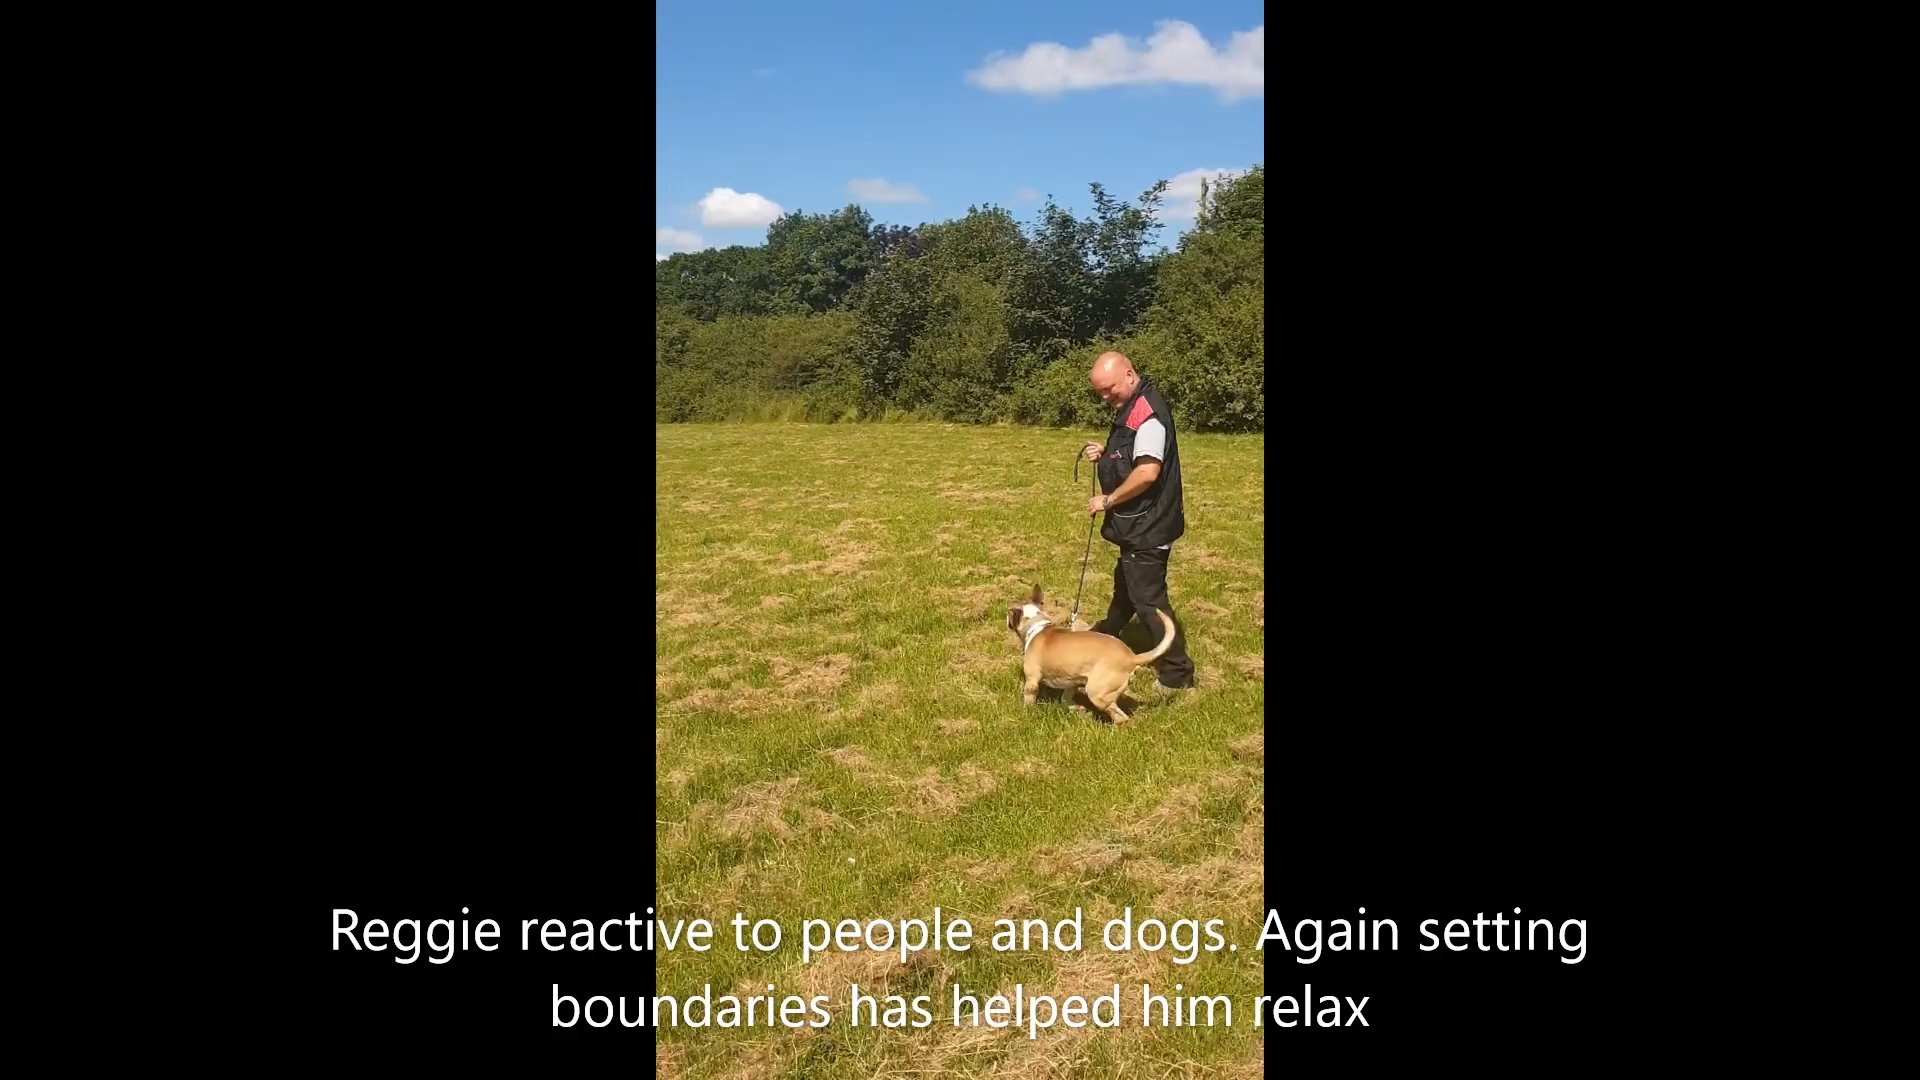 Reggie reactive to people and dogs. Again setting
boundaries has helped him relax